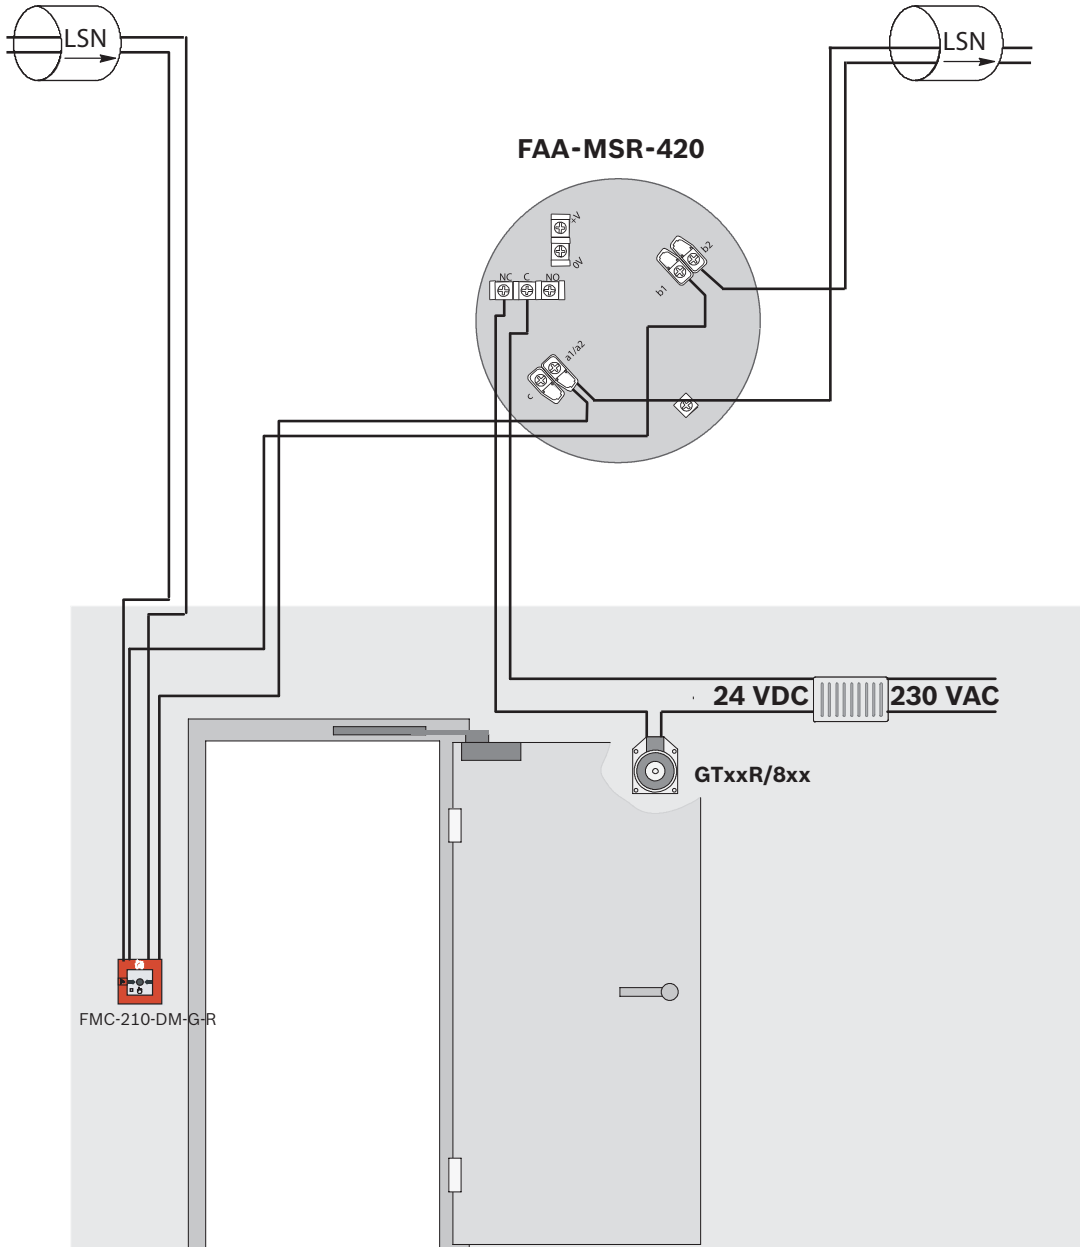 LSN
LSN
FAA-MSR-420
+V
0V
NC C NO
b2
b1
a1/a2
c
24 VDC
230 VAC
GTxxR/8xx
FMC-210-DM-G-R